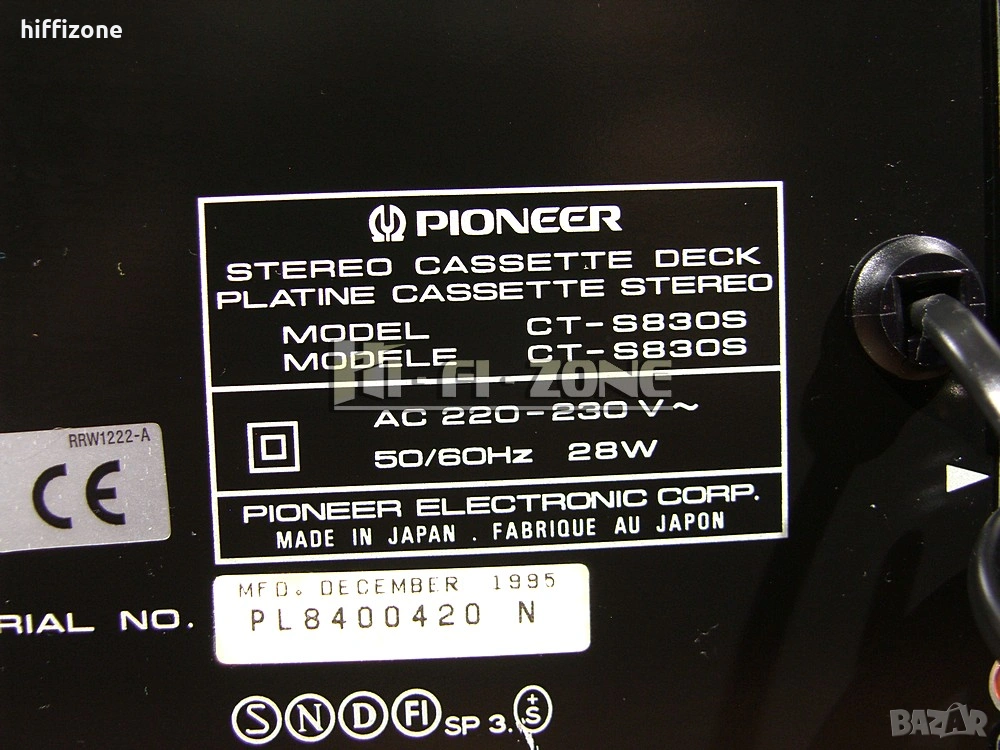 hiffizone
PIONEER
STEREO CASSETTE DECK
PLATINE CASSETTE STEREO
MODEL CT-S830S
MODELE CT-S830S
Hi-Fi-ZONE
AC 220-230V~
50/60Hz 28W
RRW1222-A
CE
PIONEER ELECTRONIC CORP.
MADE IN JAPAN . FABRIQUE AU JAPON
MFD. DECEMBER 1995
RIAL NO. PL8400420 N
S N D FI SP 3. +S
BAZAR